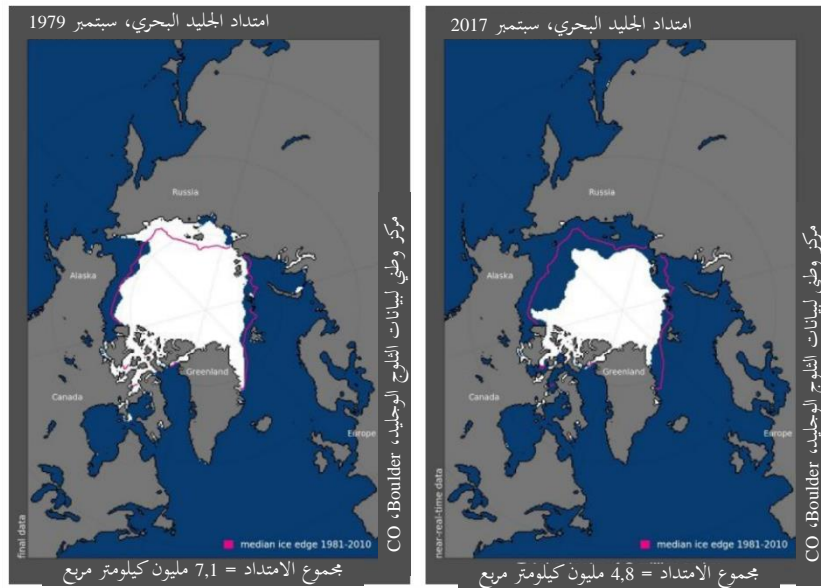 امتداد الجليد البحري، سبتمبر 1979
Russia
Alaska
Greenland
Canada
Europe
final data
median ice edge 1981-2010
مركز وطني لبيانات الثلوج الوجليد، CO ،Boulder
مجموع الامتداد = 7,1 مليون كيلومتر مربع
امتداد الجليد البحري، سبتمبر 2017
Russia
Alaska
Greenland
Canada
Europe
near-real-time data
median ice edge 1981-2010
مركز وطني لبيانات الثلوج الوجليد، CO ،Boulder
مجموع الامتداد = 4,8 مليون كيلومتر مربع